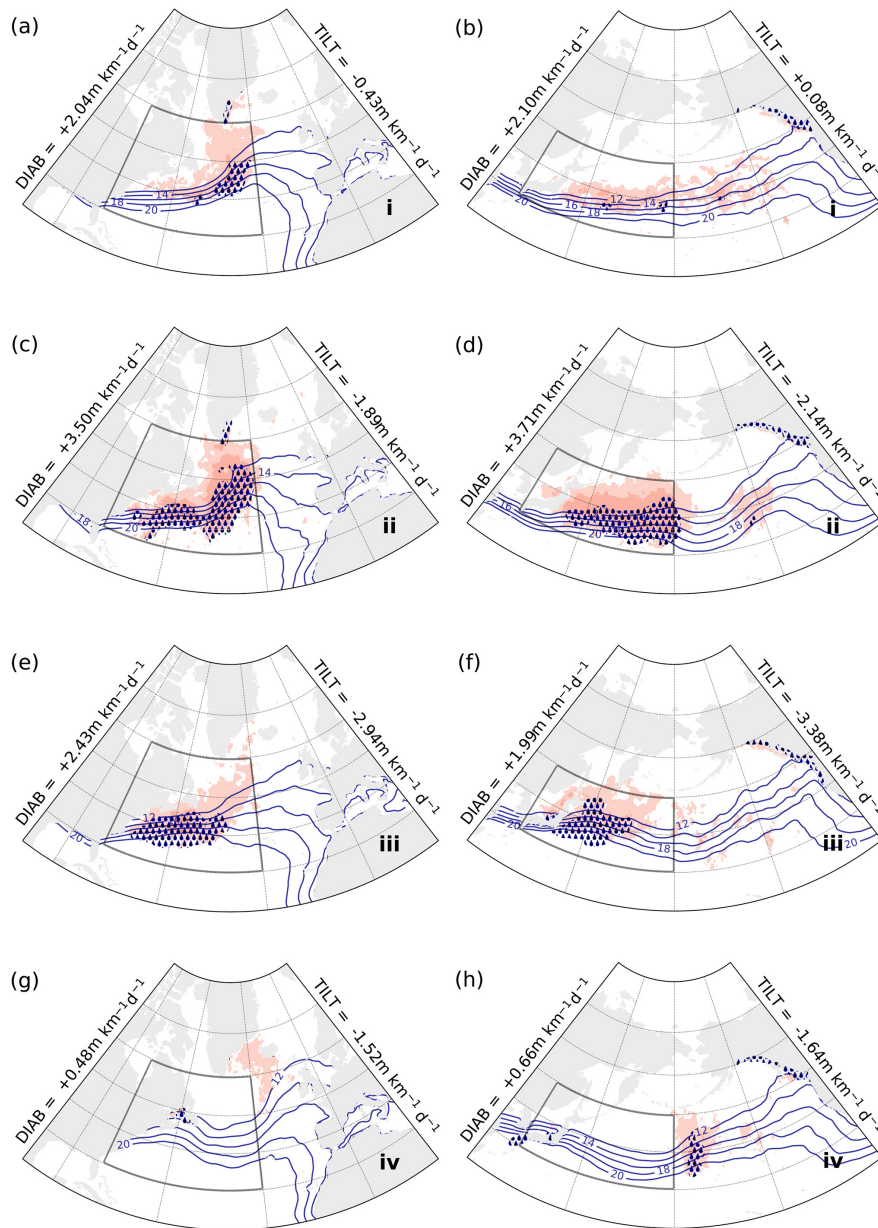 (a)
DIAB = +2.04m km⁻¹d⁻¹
TILT = -0.43m km⁻¹ d⁻¹
14
18
20
i
(b)
DIAB = +2.10m km⁻¹d⁻¹
TILT = +0.08m km⁻¹ d⁻¹
20
12
14
16
18
20
i
(c)
DIAB = +3.50m km⁻¹d⁻¹
TILT = -1.89m km⁻¹ d⁻¹
14
18
20
ii
(d)
DIAB = +3.71m km⁻¹d⁻¹
TILT = -2.14m km⁻¹ d⁻¹
16
20
18
ii
(e)
DIAB = +2.43m km⁻¹d⁻¹
TILT = -2.94m km⁻¹ d⁻¹
12
20
iii
(f)
DIAB = +1.99m km⁻¹d⁻¹
TILT = -3.38m km⁻¹ d⁻¹
20
12
18
20
iii
(g)
DIAB = +0.48m km⁻¹d⁻¹
TILT = -1.52m km⁻¹ d⁻¹
12
20
iv
(h)
DIAB = +0.66m km⁻¹d⁻¹
TILT = -1.64m km⁻¹ d⁻¹
12
14
18
20
iv